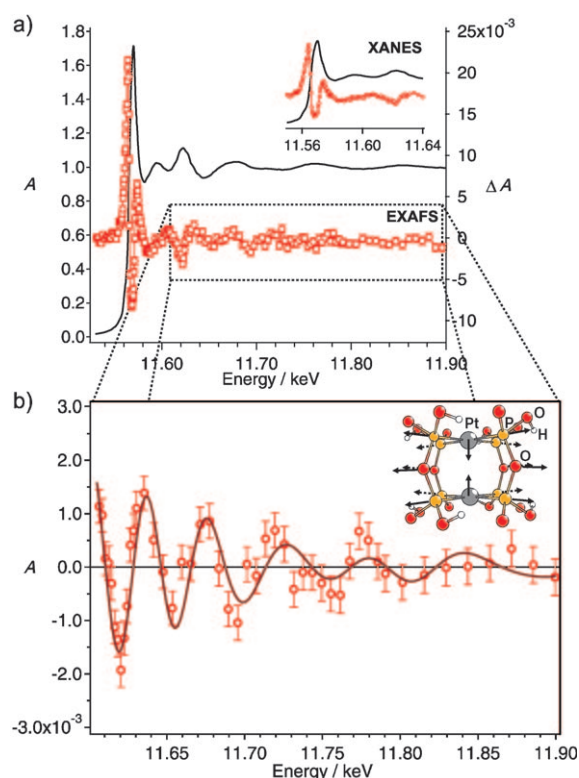 a)
1.8
1.6
1.4
1.2
1.0
A
0.8
0.6
0.4
0.2
0.0
XANES
11.56 11.60 11.64
25x10⁻³
20
15
10
5
ΔA
0
-5
-10
EXAFS
11.60 11.70 11.80 11.90
Energy / keV
b)
3.0
2.0
1.0
A
0.0
-1.0
-2.0
-3.0x10⁻³
Pt P O
H
O
11.65 11.70 11.75 11.80 11.85 11.90
Energy / keV